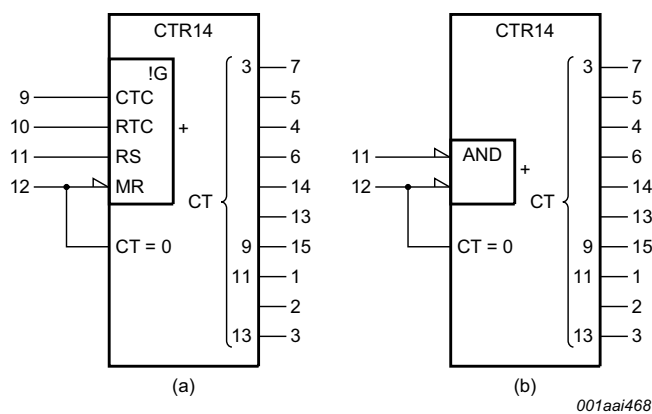 CTR14
!G
9 CTC
10 RTC +
11 RS
12 MR
CT = 0
CT
3 7
5
4
6
14
13
9 15
11 1
2
13 3
(a)
CTR14
11 AND
12 +
CT
3 7
5
4
6
14
13
9 15
CT = 0
11 1
2
13 3
(b)
001aai468